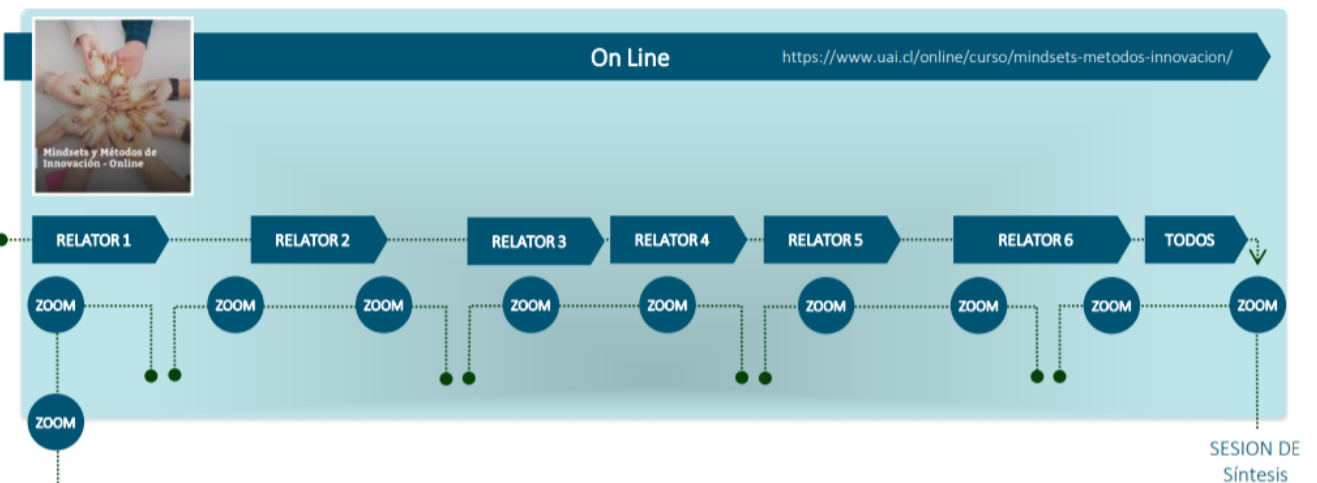 On Line
https://www.uai.cl/online/curso/mindsets-metodos-innovacion/
Mindsets y Métodos de
Innovación - Online
RELATOR 1
RELATOR 2
RELATOR 3
RELATOR 4
RELATOR 5
RELATOR 6
TODOS
ZOOM
ZOOM
ZOOM
ZOOM
ZOOM
ZOOM
ZOOM
ZOOM
ZOOM
ZOOM
SESION DE
Síntesis